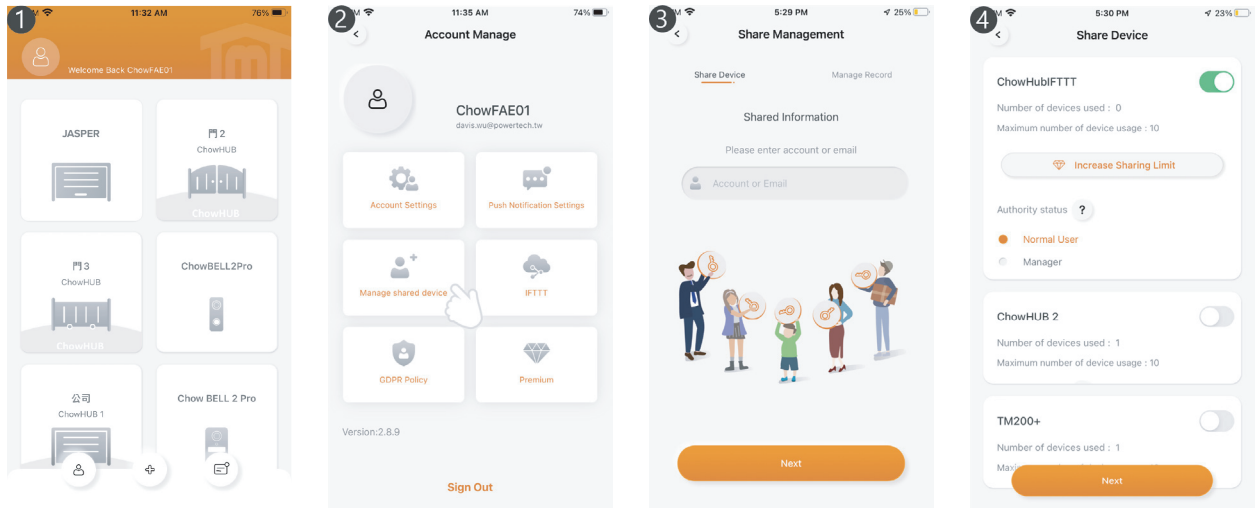 1
M
11:32 AM
76%
Welcome Back ChowFAE01
JASPER
門 2
ChowHUB
ChowHUB
門 3
ChowHUB
ChowHUB
ChowBELL2Pro
公司
ChowHUB 1
Chow BELL 2 Pro
2
M
11:35 AM
74%
Account Manage
ChowFAE01
davis.wu@powertech.tw
Account Settings
Push Notification Settings
Manage shared device
IFTTT
GDPR Policy
Premium
Version:2.8.9
Sign Out
3
M
5:29 PM
25%
Share Management
Share Device
Manage Record
Shared Information
Please enter account or email
Account or Email
Next
4
M
5:30 PM
23%
Share Device
ChowHubIFTTT
Number of devices used : 0
Maximum number of device usage : 10
Increase Sharing Limit
Authority status ?
Normal User
Manager
ChowHUB 2
Number of devices used : 1
Maximum number of device usage : 10
TM200+
Number of devices used : 1
Next